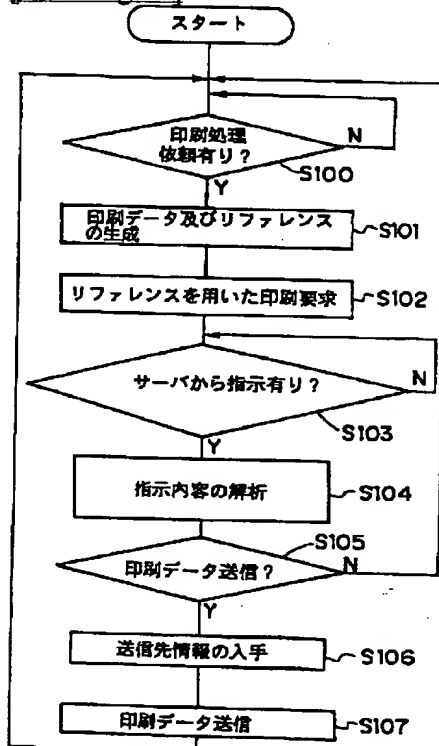 スタート
印刷処理
依頼有り？
N
S100
Y
印刷データ及びリファレンス
の生成
S101
リファレンスを用いた印刷要求
S102
サーバから指示有り？
N
S103
Y
指示内容の解析
S104
S105
印刷データ送信？
N
Y
送信先情報の入手
S106
印刷データ送信
S107